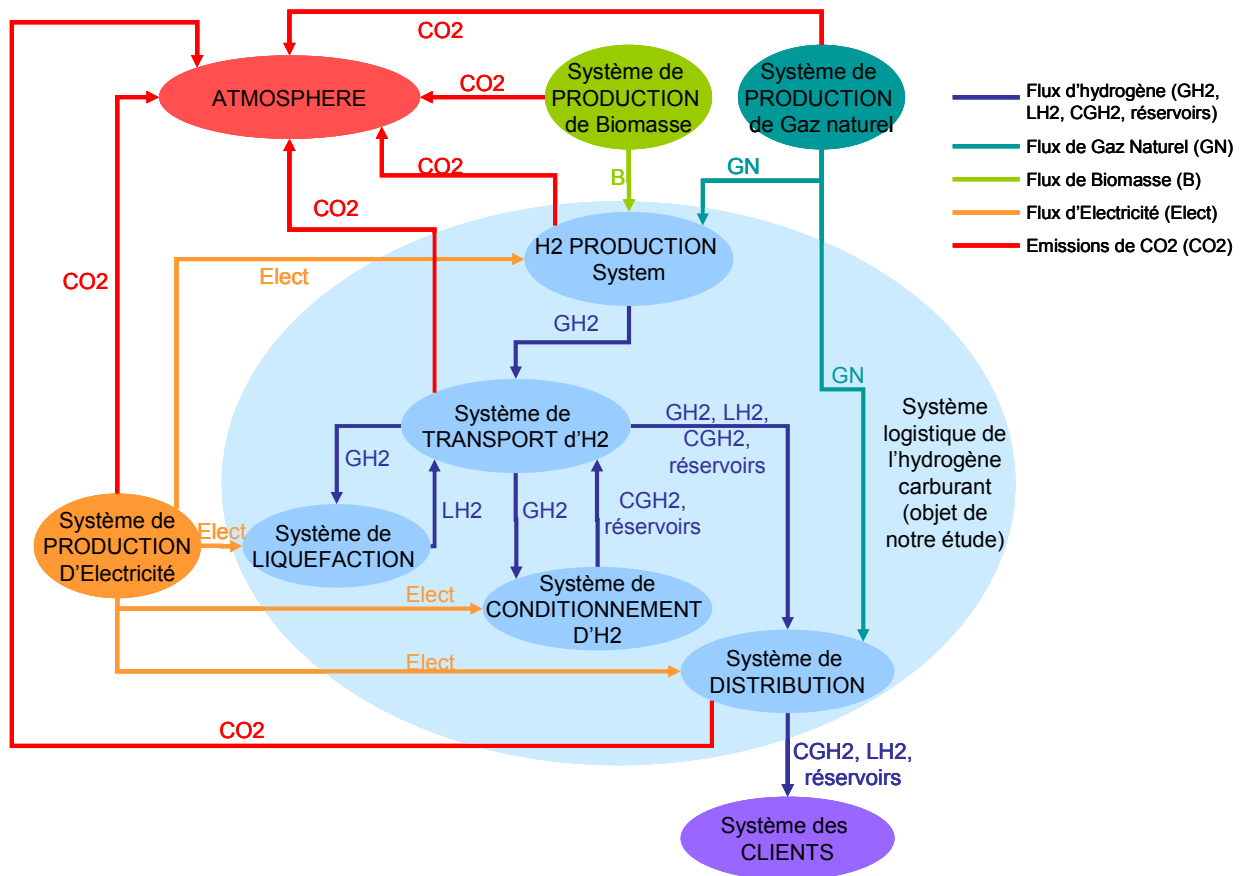 CO2
CO2
ATMOSPHERE
CO2
Système de
PRODUCTION
de Biomasse
Système de
PRODUCTION
de Gaz naturel
Flux d'hydrogène (GH2,
LH2, CGH2, réservoirs)
Flux de Gaz Naturel (GN)
Flux de Biomasse (B)
Flux d'Electricité (Elect)
Emissions de CO2 (CO2)
CO2
B
GN
CO2
H2 PRODUCTION
System
CO2
Elect
GH2
GN
Système de
TRANSPORT d'H2
GH2, LH2,
CGH2,
réservoirs
Système
logistique de
l'hydrogène
carburant
(objet de
notre étude)
GH2
LH2
GH2
CGH2,
réservoirs
Système de
PRODUCTION
D'Electricité
Elect
Système de
LIQUEFACTION
Elect
Système de
CONDITIONNEMENT
D'H2
Elect
Système de
DISTRIBUTION
CO2
CGH2, LH2,
réservoirs
Système des
CLIENTS